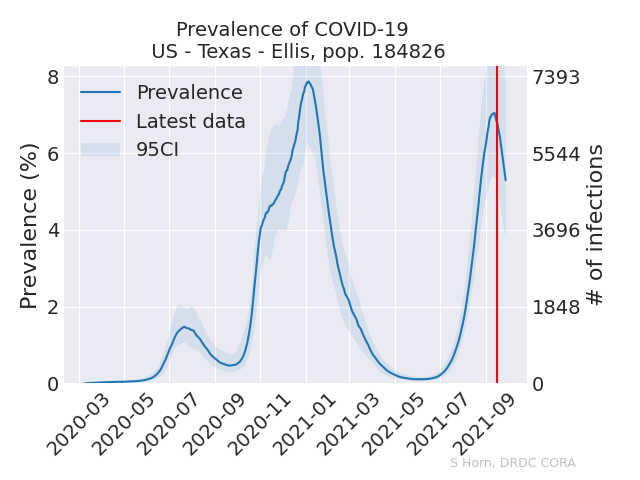 Prevalence of COVID-19
US - Texas - Ellis, pop. 184826
Prevalence
Latest data
95CI
Prevalence (%)
8
6
4
2
0
7393
5544
3696
1848
0
# of infections
2020-03
2020-05
2020-07
2020-09
2020-11
2021-01
2021-03
2021-05
2021-07
2021-09
S Horn, DRDC CORA